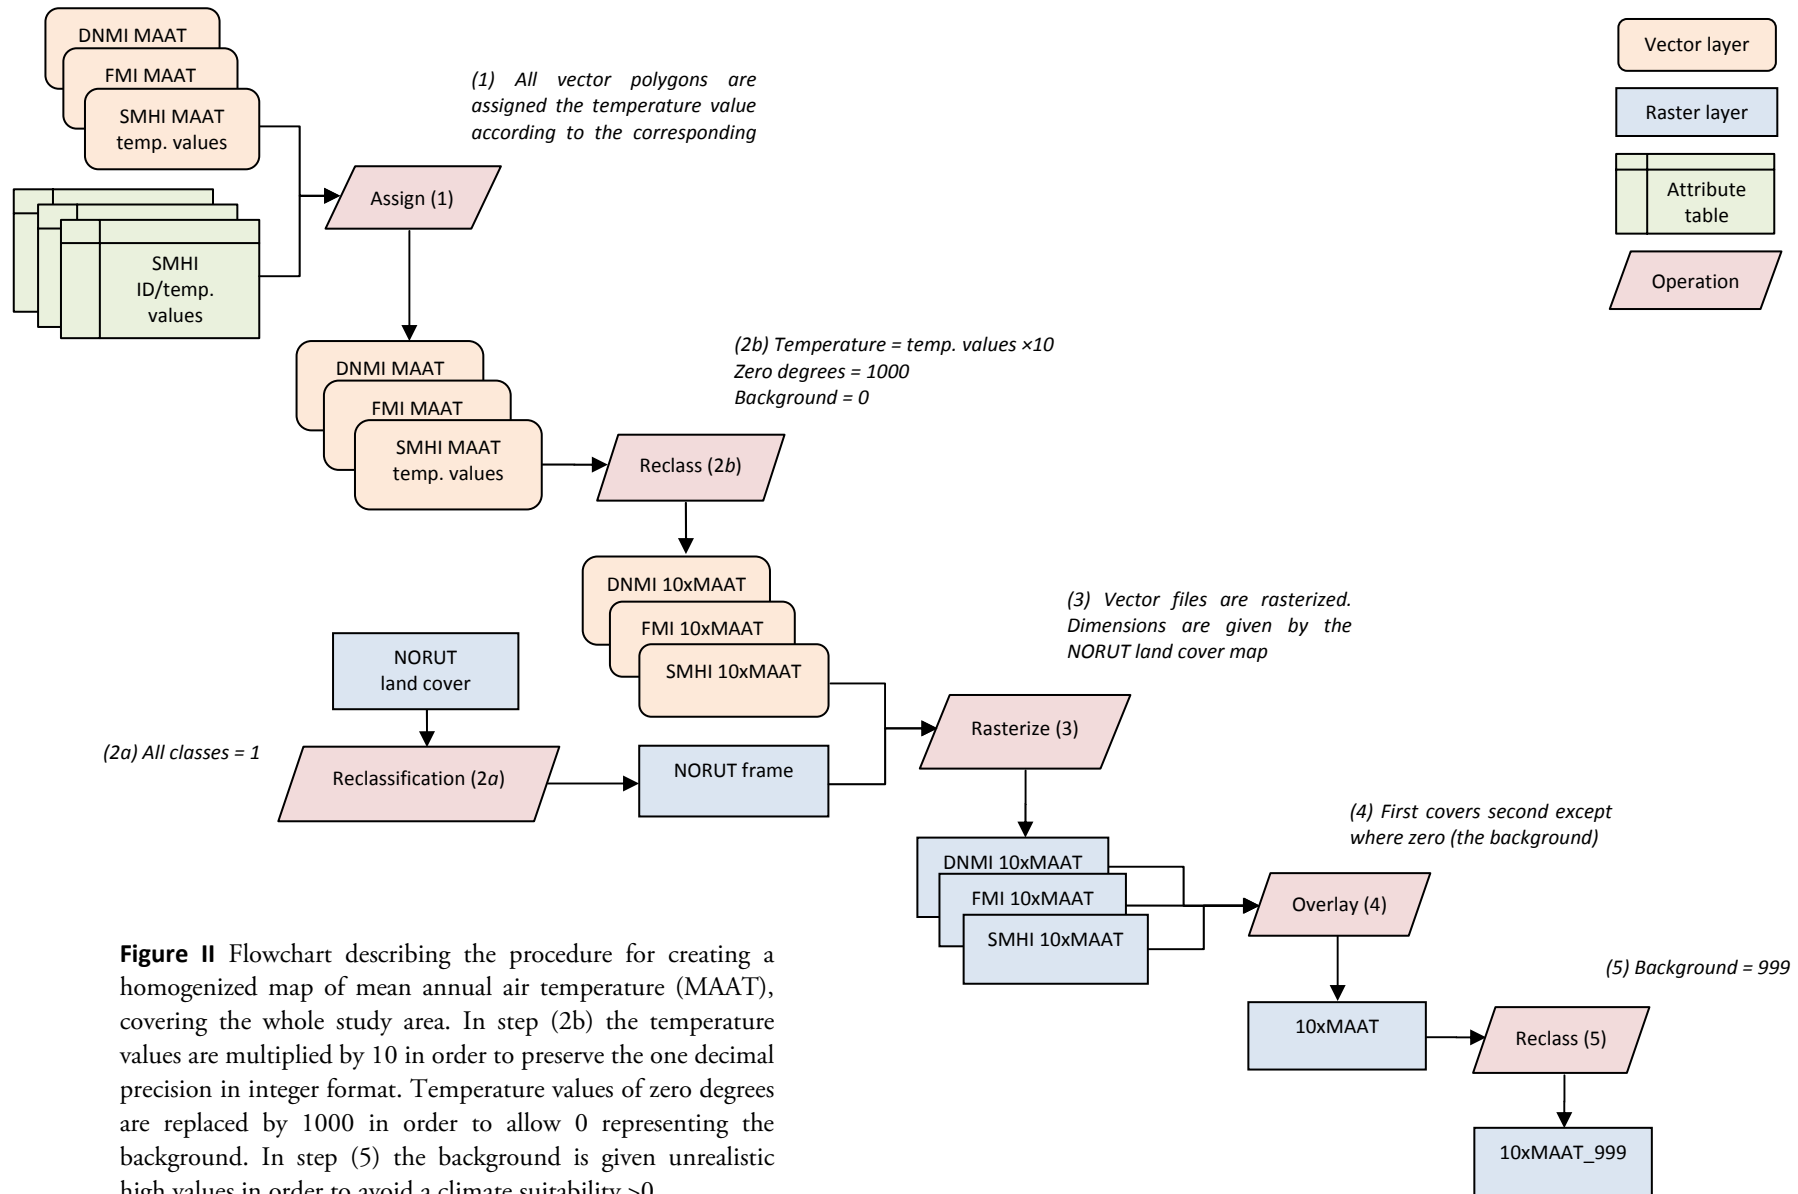 DNMI MAAT
FMI MAAT
SMHI MAAT
temp. values
SMHI
ID/temp.
values
(1) All vector polygons are
assigned the temperature value
according to the corresponding
Assign (1)
Vector layer
Raster layer
Attribute
table
Operation
DNMI MAAT
FMI MAAT
SMHI MAAT
temp. values
(2b) Temperature = temp. values ×10
Zero degrees = 1000
Background = 0
Reclass (2b)
DNMI 10xMAAT
FMI 10xMAAT
SMHI 10xMAAT
NORUT
land cover
(2a) All classes = 1
Reclassification (2a)
NORUT frame
(3) Vector files are rasterized.
Dimensions are given by the
NORUT land cover map
Rasterize (3)
DNMI 10xMAAT
FMI 10xMAAT
SMHI 10xMAAT
(4) First covers second except
where zero (the background)
Overlay (4)
10xMAAT
(5) Background = 999
Reclass (5)
10xMAAT_999
Figure II Flowchart describing the procedure for creating a
homogenized map of mean annual air temperature (MAAT),
covering the whole study area. In step (2b) the temperature
values are multiplied by 10 in order to preserve the one decimal
precision in integer format. Temperature values of zero degrees
are replaced by 1000 in order to allow 0 representing the
background. In step (5) the background is given unrealistic
high values in order to avoid a climate suitability >0